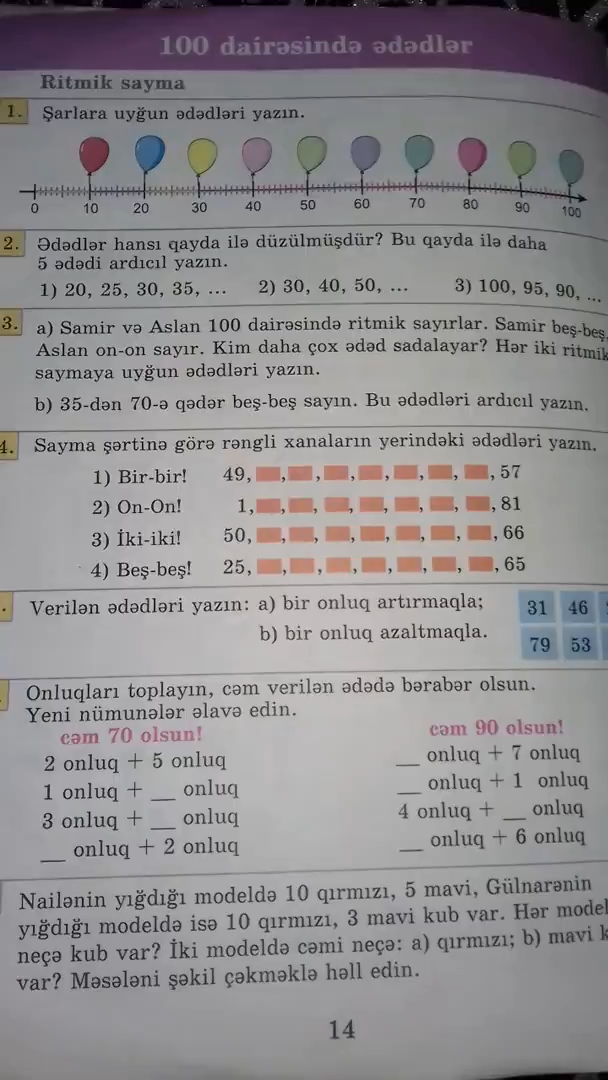 100 dairəsində ədədlər
Ritmik sayma
1. Şarlara uyğun ədədləri yazın.
0 10 20 30 40 50 60 70 80 90 100
2. Ədədlər hansı qayda ilə düzülmüşdür? Bu qayda ilə daha
5 ədədi ardıcıl yazın.
1) 20, 25, 30, 35, ... 2) 30, 40, 50, ... 3) 100, 95, 90, ...
3. a) Samir və Aslan 100 dairəsində ritmik sayırlar. Samir beş-beş,
Aslan on-on sayır. Kim daha çox ədəd sadalayar? Hər iki ritmik
saymaya uyğun ədədləri yazın.
b) 35-dən 70-ə qədər beş-beş sayın. Bu ədədləri ardıcıl yazın.
4. Sayma şərtinə görə rəngli xanaların yerindəki ədədləri yazın.
1) Bir-bir! 49, , , , , , , , 57
2) On-On! 1, , , , , , , , 81
3) İki-iki! 50, , , , , , , , 66
4) Beş-beş! 25, , , , , , , , 65
. Verilən ədədləri yazın: a) bir onluq artırmaqla; 31 46
b) bir onluq azaltmaqla. 79 53
Onluqları toplayın, cəm verilən ədədə bərabər olsun.
Yeni nümunələr əlavə edin.
cəm 70 olsun!
2 onluq + 5 onluq
1 onluq + __ onluq
3 onluq + __ onluq
__ onluq + 2 onluq
cəm 90 olsun!
__ onluq + 7 onluq
__ onluq + 1 onluq
4 onluq + __ onluq
__ onluq + 6 onluq
Nailənin yığdığı modeldə 10 qırmızı, 5 mavi, Gülnarənin
yığdığı modeldə isə 10 qırmızı, 3 mavi kub var. Hər model
neçə kub var? İki modeldə cəmi neçə: a) qırmızı; b) mavi k
var? Məsələni şəkil çəkməklə həll edin.
14